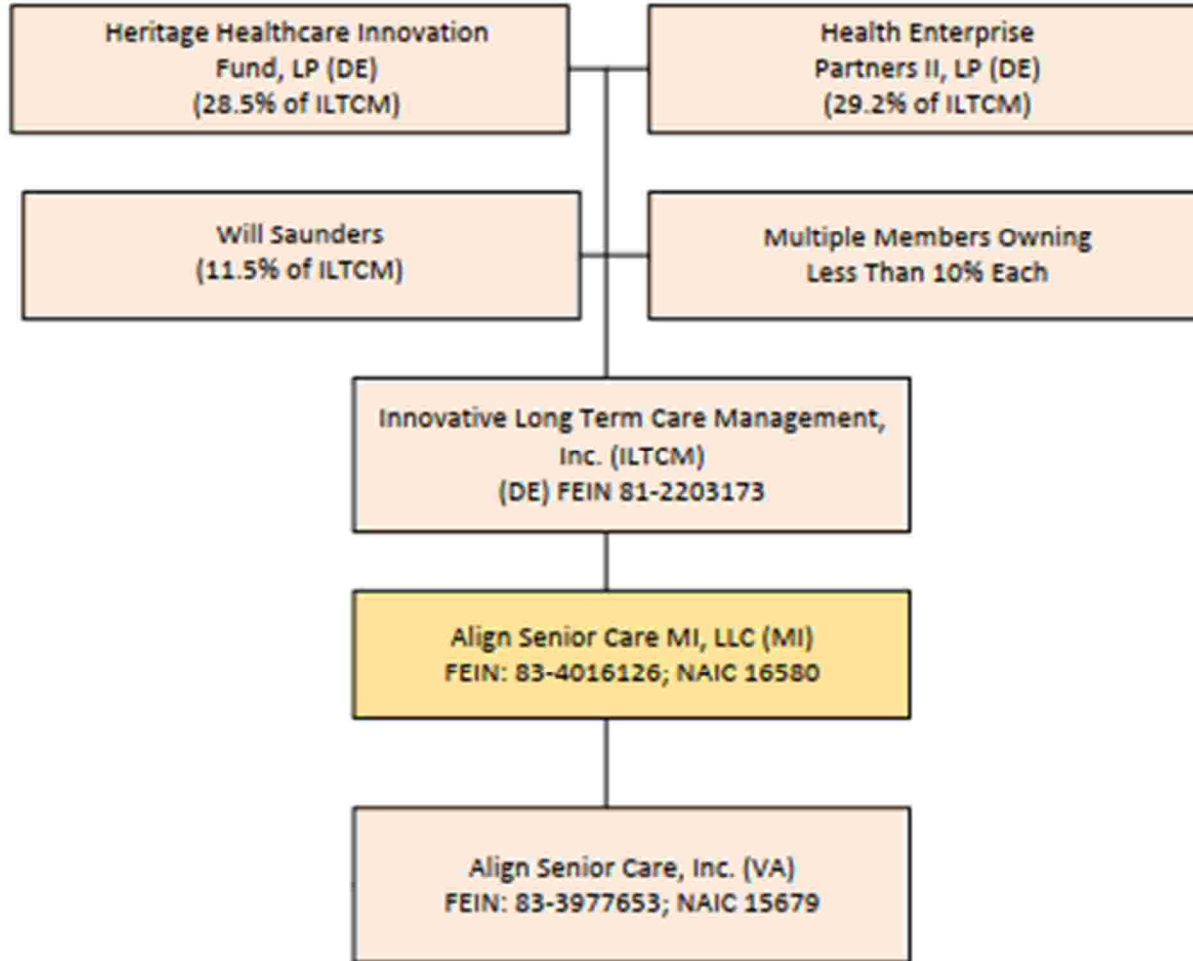 Heritage Healthcare Innovation
Fund, LP (DE)
(28.5% of ILTCM)
Health Enterprise
Partners II, LP (DE)
(29.2% of ILTCM)
Will Saunders
(11.5% of ILTCM)
Multiple Members Owning
Less Than 10% Each
Innovative Long Term Care Management,
Inc. (ILTCM)
(DE) FEIN 81-2203173
Align Senior Care MI, LLC (MI)
FEIN: 83-4016126; NAIC 16580
Align Senior Care, Inc. (VA)
FEIN: 83-3977653; NAIC 15679